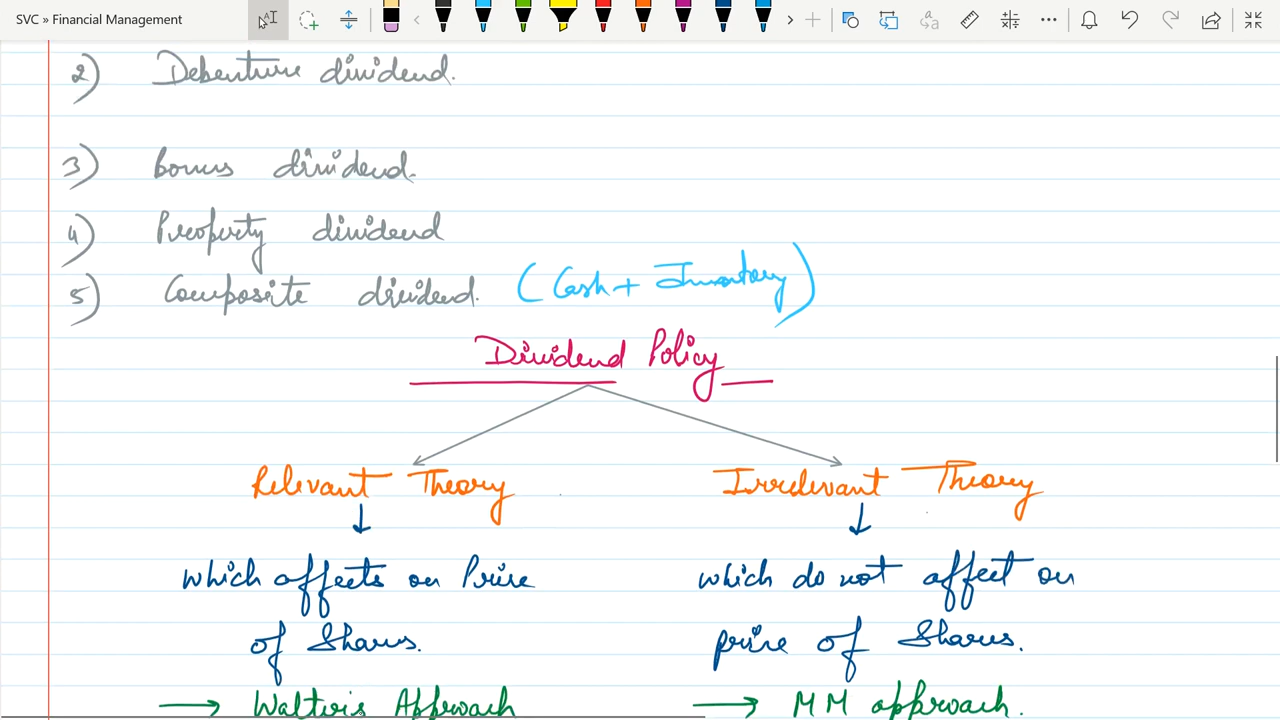 SVC » Financial Management
2) Debenture dividend.
3) Bonus dividend.
4) Property dividend
5) Composite dividend. (Cash + Inventory)
Dividend Policy
Relevant Theory Irrelevant Theory
↓ ↓
which affects on Price which do not affect on
of Shares. price of Shares.
→ Walter's Approach → MM approach.